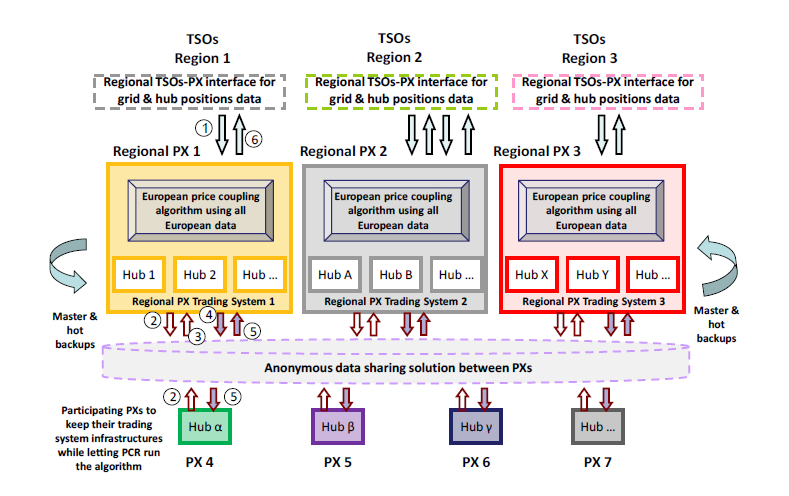 TSOs
Region 1
TSOs
Region 2
TSOs
Region 3
Regional TSOs-PX interface for
grid & hub positions data
Regional TSOs-PX interface for
grid & hub positions data
Regional TSOs-PX interface for
grid & hub positions data
1
6
Regional PX 1
Regional PX 2
Regional PX 3
European price coupling
algorithm using all
European data
European price coupling
algorithm using all
European data
European price coupling
algorithm using all
European data
Hub 1
Hub 2
Hub ...
Hub A
Hub B
Hub ...
Hub X
Hub Y
Hub ...
Regional PX Trading System 1
Regional PX Trading System 2
Regional PX Trading System 3
Master &
hot
backups
2
3
4
5
Master &
hot
backups
Anonymous data sharing solution between PXs
Participating PXs to
keep their trading
system infrastructures
while letting PCR run
the algorithm
2
5
Hub α
Hub β
Hub γ
Hub ...
PX 4
PX 5
PX 6
PX 7